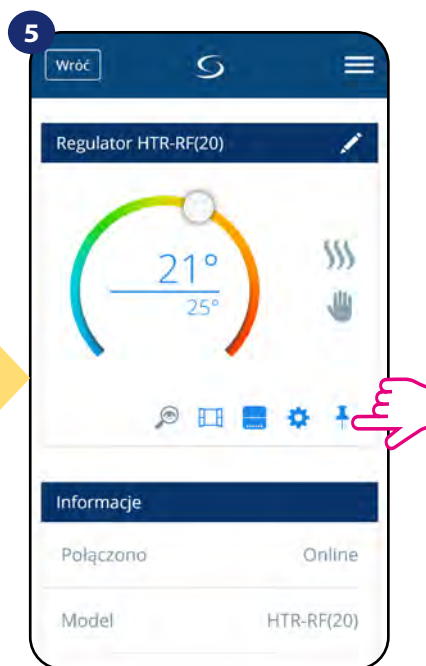 5
Wróć
Regulator HTR-RF(20)
21°
25°
Informacje
Połączono Online
Model HTR-RF(20)